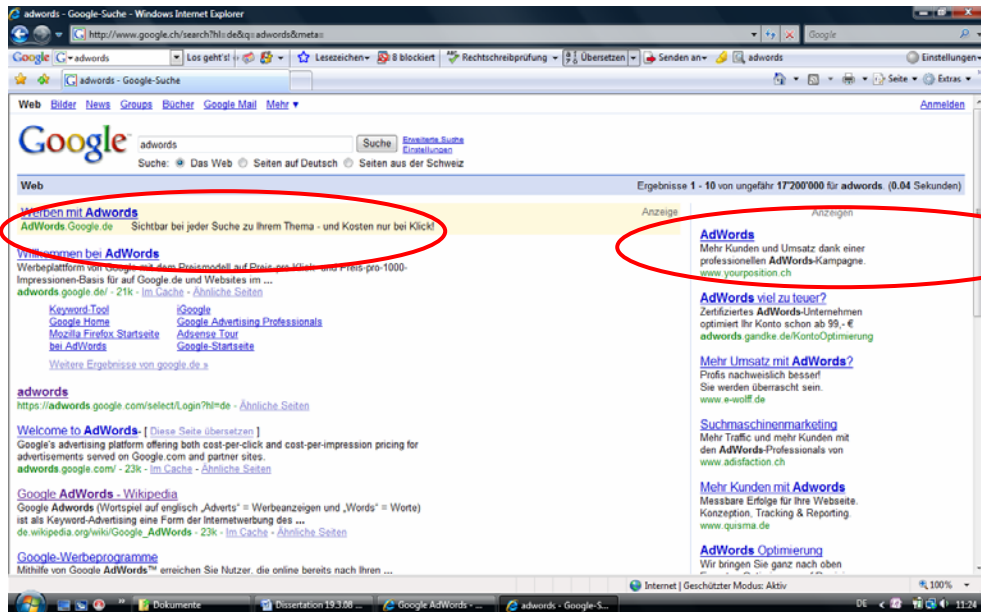 adwords - Google-Suche - Windows Internet Explorer
http://www.google.ch/search?hl=de&q=adwords&meta=
Google
Google adwords Los geht's! Lesezeichen 8 blockiert Rechtschreibprüfung Übersetzen Senden an adwords Einstellungen
adwords - Google-Suche Seite Extras
Web Bilder News Groups Bücher Google Mail Mehr Anmelden
Google adwords Suche Erweiterte Suche
Einstellungen
Suche: Das Web Seiten auf Deutsch Seiten aus der Schweiz
Web Ergebnisse 1 - 10 von ungefähr 17'200'000 für adwords. (0.04 Sekunden)
Werben mit AdWords Anzeige
AdWords.Google.de Sichtbar bei jeder Suche zu Ihrem Thema - und Kosten nur bei Klick!
Willkommen bei AdWords
Werbeplattform von Google mit dem Preismodell auf Preis-pro-Klick- und Preis-pro-1000-
Impressionen-Basis für auf Google.de und Websites im ...
adwords.google.de/ - 21k - Im Cache - Ähnliche Seiten
Keyword-Tool iGoogle
Google Home Google Advertising Professionals
Mozilla Firefox Startseite Adsense Tour
bei AdWords Google-Startseite
Weitere Ergebnisse von google.de »
adwords
https://adwords.google.com/select/Login?hl=de - Ähnliche Seiten
Welcome to AdWords- [ Diese Seite übersetzen ]
Google's advertising platform offering both cost-per-click and cost-per-impression pricing for
advertisements served on Google.com and partner sites.
adwords.google.com/ - 23k - Im Cache - Ähnliche Seiten
Google AdWords - Wikipedia
Google Adwords (Wortspiel auf englisch „Adverts" = Werbeanzeigen und „Words" = Worte)
ist als Keyword-Advertising eine Form der Internetwerbung des ...
de.wikipedia.org/wiki/Google_AdWords - 23k - Im Cache - Ähnliche Seiten
Google-Werbeprogramme
Mithilfe von Google AdWords™ erreichen Sie Nutzer, die online bereits nach Ihren ...
Anzeigen
AdWords
Mehr Kunden und Umsatz dank einer
professionellen AdWords-Kampagne.
www.yourposition.ch
AdWords viel zu teuer?
Zertifiziertes AdWords-Unternehmen
optimiert Ihr Konto schon ab 99,- €
adwords.gandke.de/KontoOptimierung
Mehr Umsatz mit AdWords?
Profis nachweislich besser!
Sie werden überrascht sein.
www.e-wolff.de
Suchmaschinenmarketing
Mehr Traffic und mehr Kunden mit
den AdWords-Professionals von
www.adisfaction.ch
Mehr Kunden mit Adwords
Messbare Erfolge für Ihre Webseite.
Konzeption, Tracking & Reporting.
www.quisma.de
AdWords Optimierung
Wir bringen Sie ganz nach oben
Internet | Geschützter Modus: Aktiv 100%
Dokumente Dissertation 19.3.08 ... Google AdWords - ... adwords - Google-S... DE 11:24